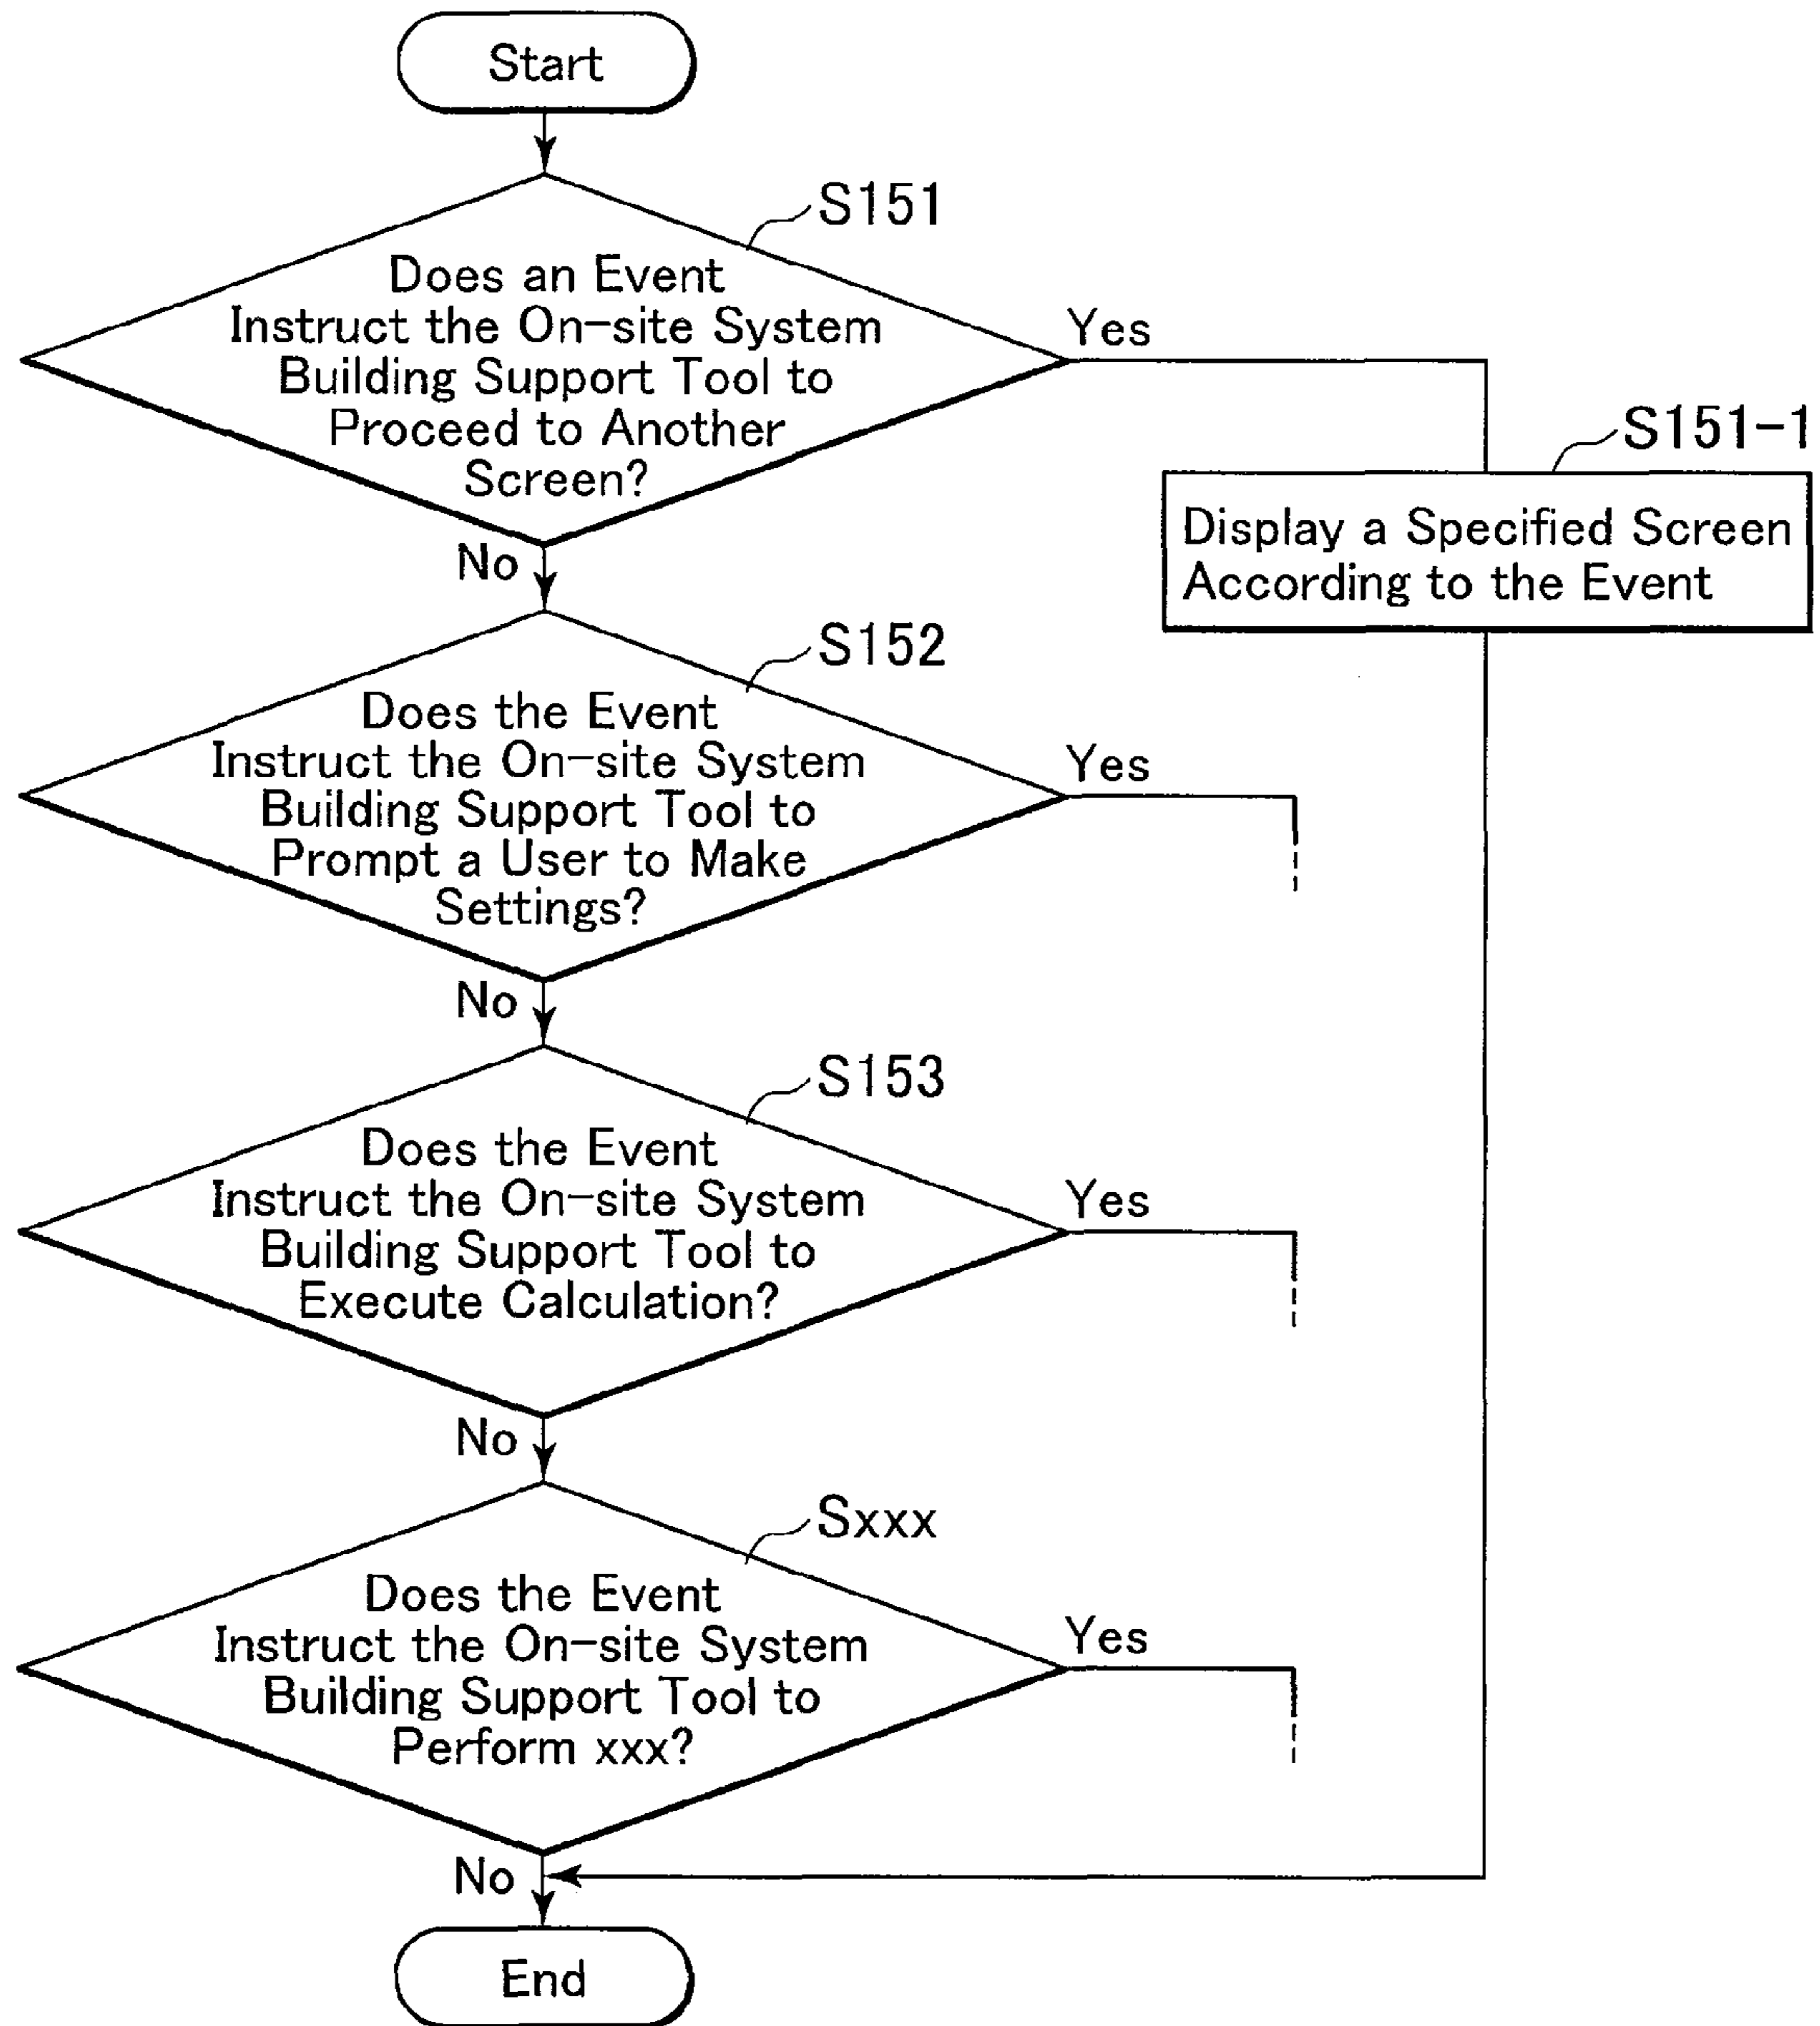 Start
S151
Does an Event
Instruct the On-site System
Building Support Tool to
Proceed to Another
Screen?
Yes
No
S151-1
Display a Specified Screen
According to the Event
S152
Does the Event
Instruct the On-site System
Building Support Tool to
Prompt a User to Make
Settings?
Yes
No
S153
Does the Event
Instruct the On-site System
Building Support Tool to
Execute Calculation?
Yes
No
Sxxx
Does the Event
Instruct the On-site System
Building Support Tool to
Perform xxx?
Yes
No
End